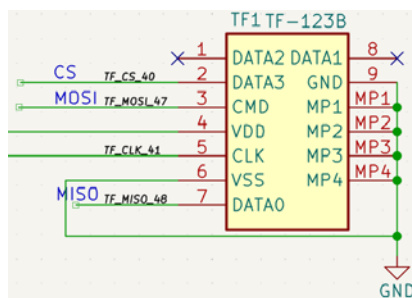 TF1 TF-123B
1 DATA2 DATA1 8
CS TF_CS_40 2 DATA3 GND 9
MOSI TF_MOSI_47 3 CMD MP1 MP1
4 VDD MP2 MP2
TF_CLK_41 5 CLK MP3 MP3
6 VSS MP4 MP4
MISO TF_MISO_48 7 DATA0
GND